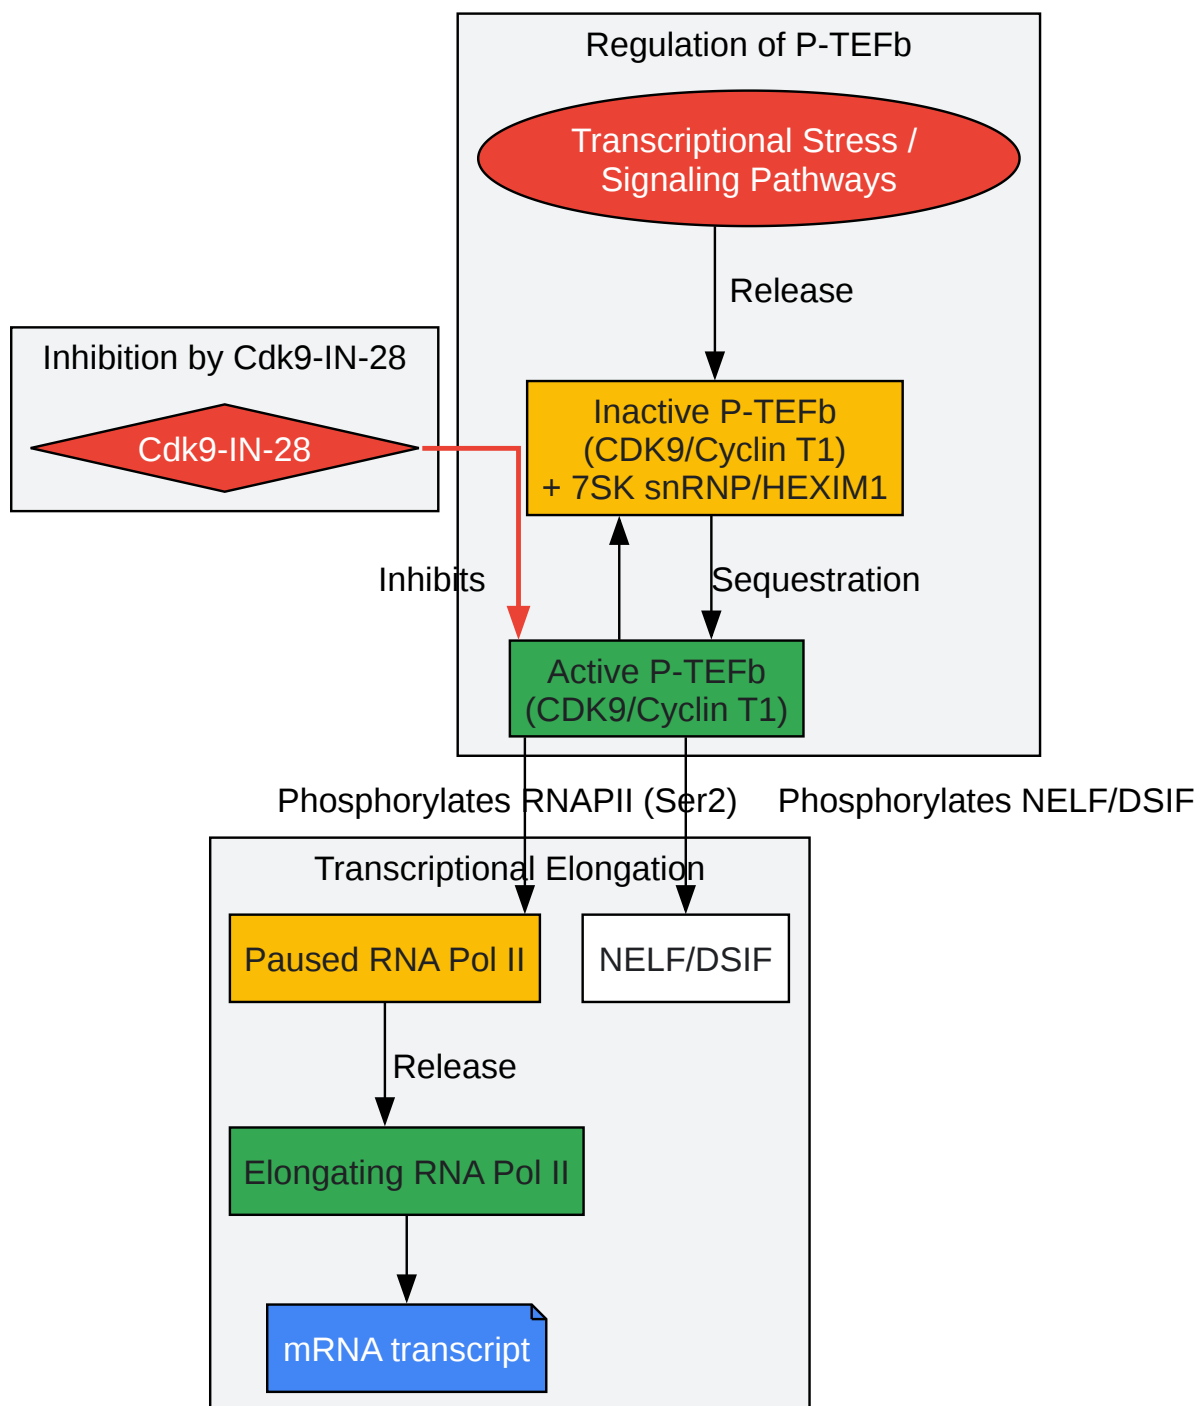 Regulation of P-TEFb
Transcriptional Stress /
Signaling Pathways
Release
Inhibition by Cdk9-IN-28
Cdk9-IN-28
Inactive P-TEFb
(CDK9/Cyclin T1)
+ 7SK snRNP/HEXIM1
Inhibits
Sequestration
Active P-TEFb
(CDK9/Cyclin T1)
Phosphorylates RNAPII (Ser2)
Phosphorylates NELF/DSIF
Transcriptional Elongation
Paused RNA Pol II
NELF/DSIF
Release
Elongating RNA Pol II
mRNA transcript